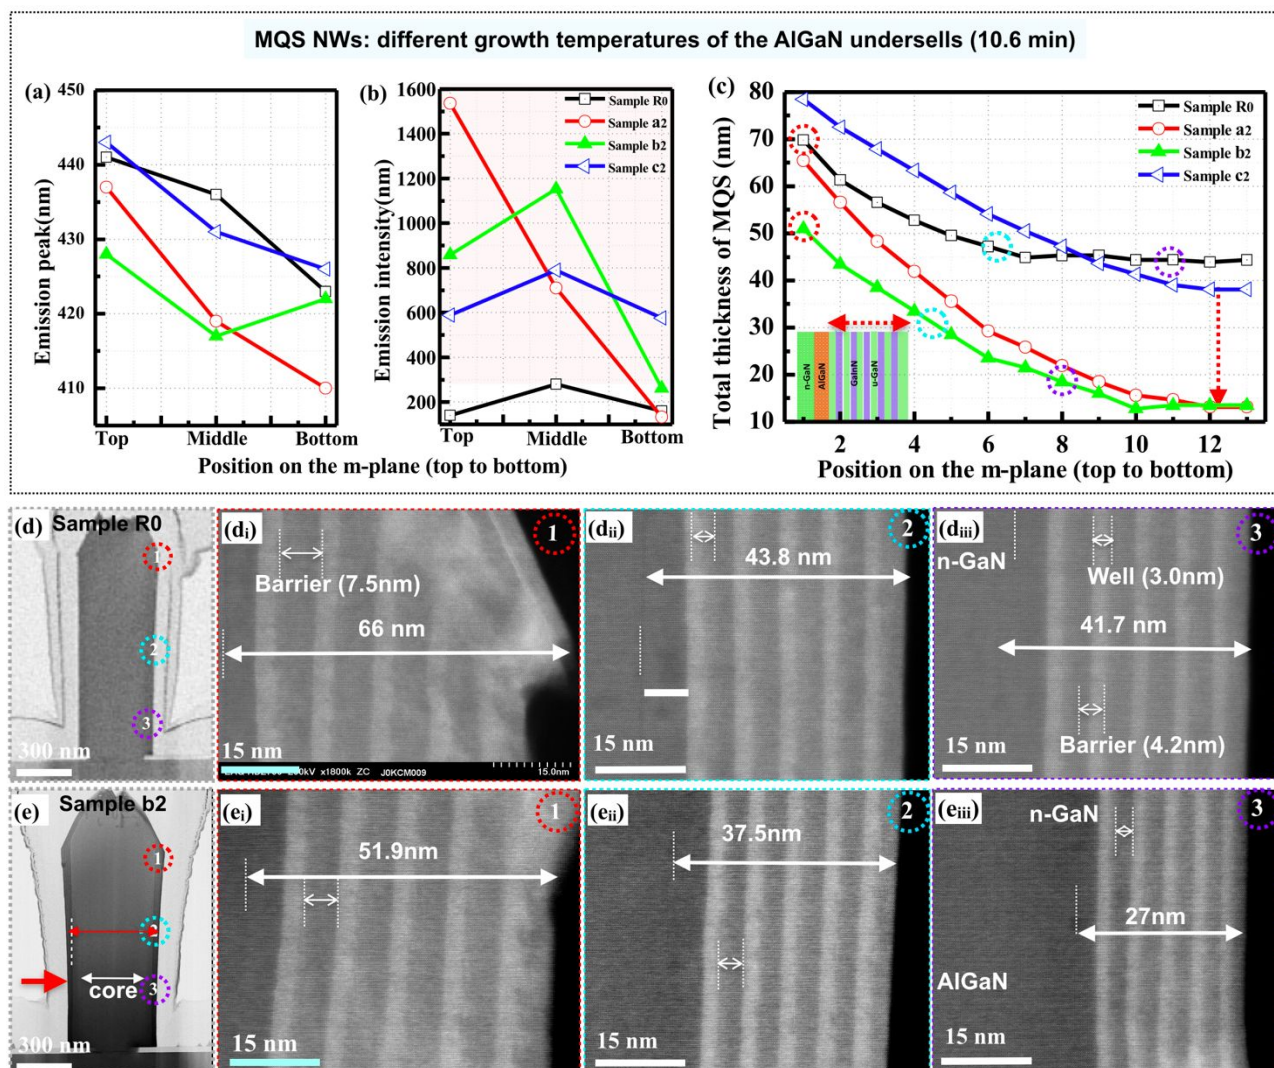 MQS NWs: different growth temperatures of the AlGaN undersells (10.6 min)
(a)
450
440
430
420
410
Emission peak(nm)
Top
Middle
Bottom
(b)
1600
1400
1200
1000
800
600
400
200
Emission intensity(nm)
Sample R0
Sample a2
Sample b2
Sample c2
Top
Middle
Bottom
Position on the m-plane (top to bottom)
(c)
80
70
60
50
40
30
20
10
Total thickness of MQS (nm)
Sample R0
Sample a2
Sample b2
Sample c2
n-GaN
AlGaN
GaInN
u-GaN
2
4
6
8
10
12
Position on the m-plane (top to bottom)
(d)
Sample R0
1
2
3
300 nm
(di)
1
Barrier (7.5nm)
66 nm
15 nm
x1800k ZC J0KCM009
15.0nm
(dii)
2
43.8 nm
15 nm
(diii)
3
n-GaN
Well (3.0nm)
41.7 nm
Barrier (4.2nm)
15 nm
(e)
Sample b2
1
2
3
core
300 nm
(ei)
1
51.9nm
15 nm
(eii)
2
37.5nm
15 nm
(eiii)
3
n-GaN
27nm
AlGaN
15 nm